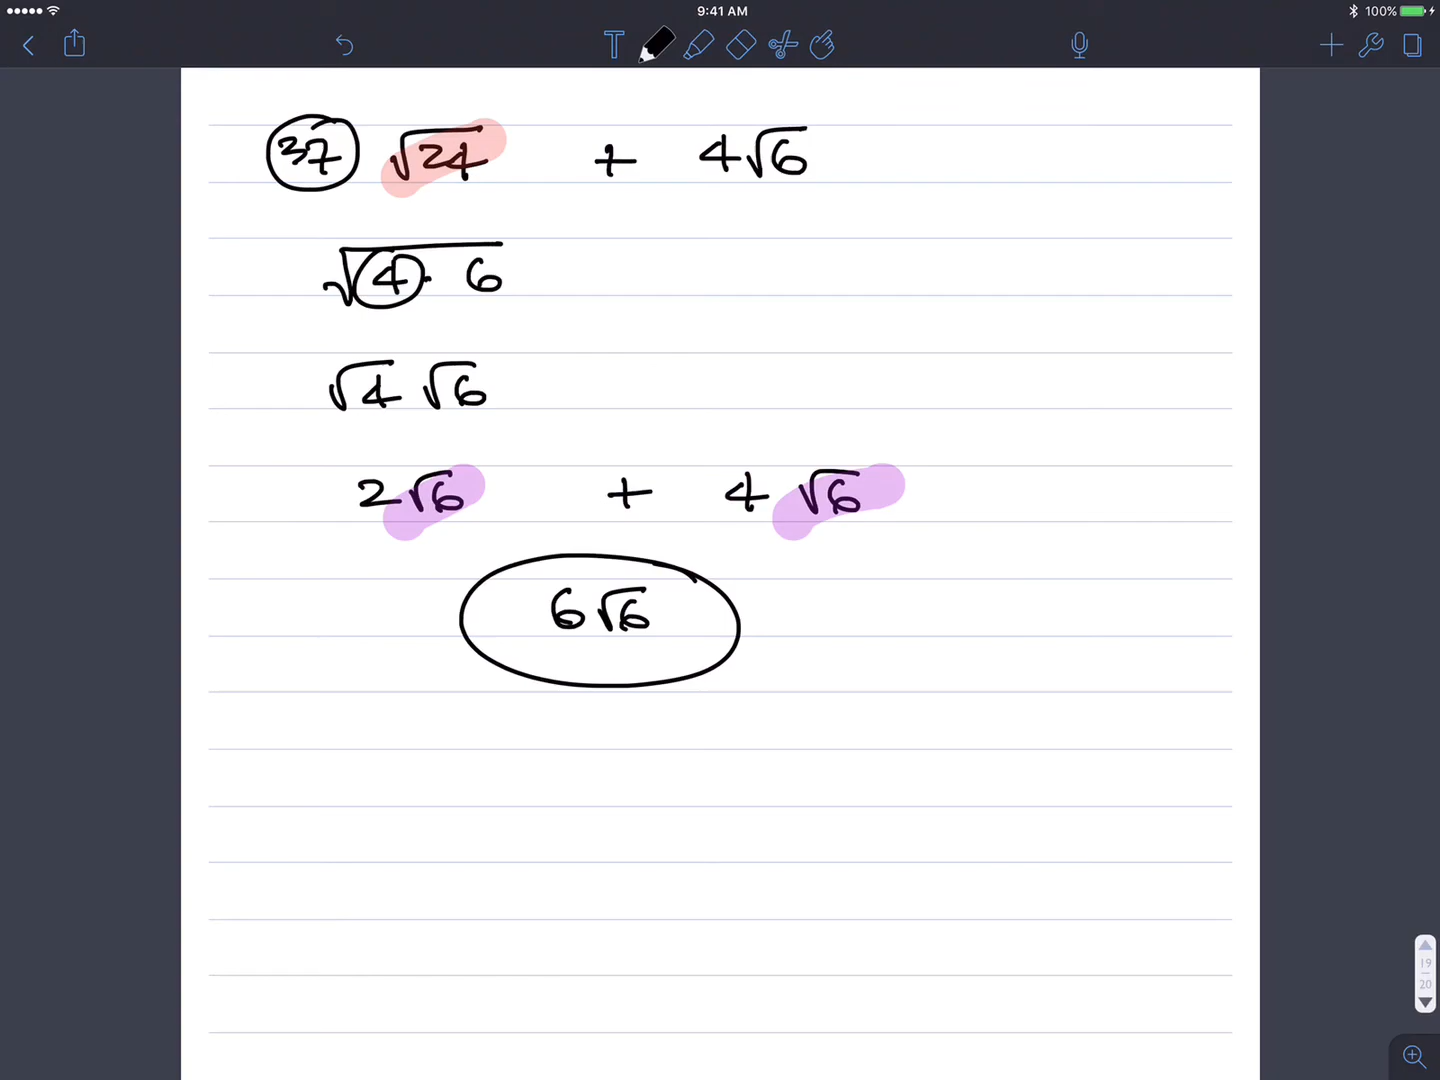 9:41 AM 100%
37 √24 + 4√6
√4 · 6
√4 √6
2√6 + 4 √6
6√6
19
20